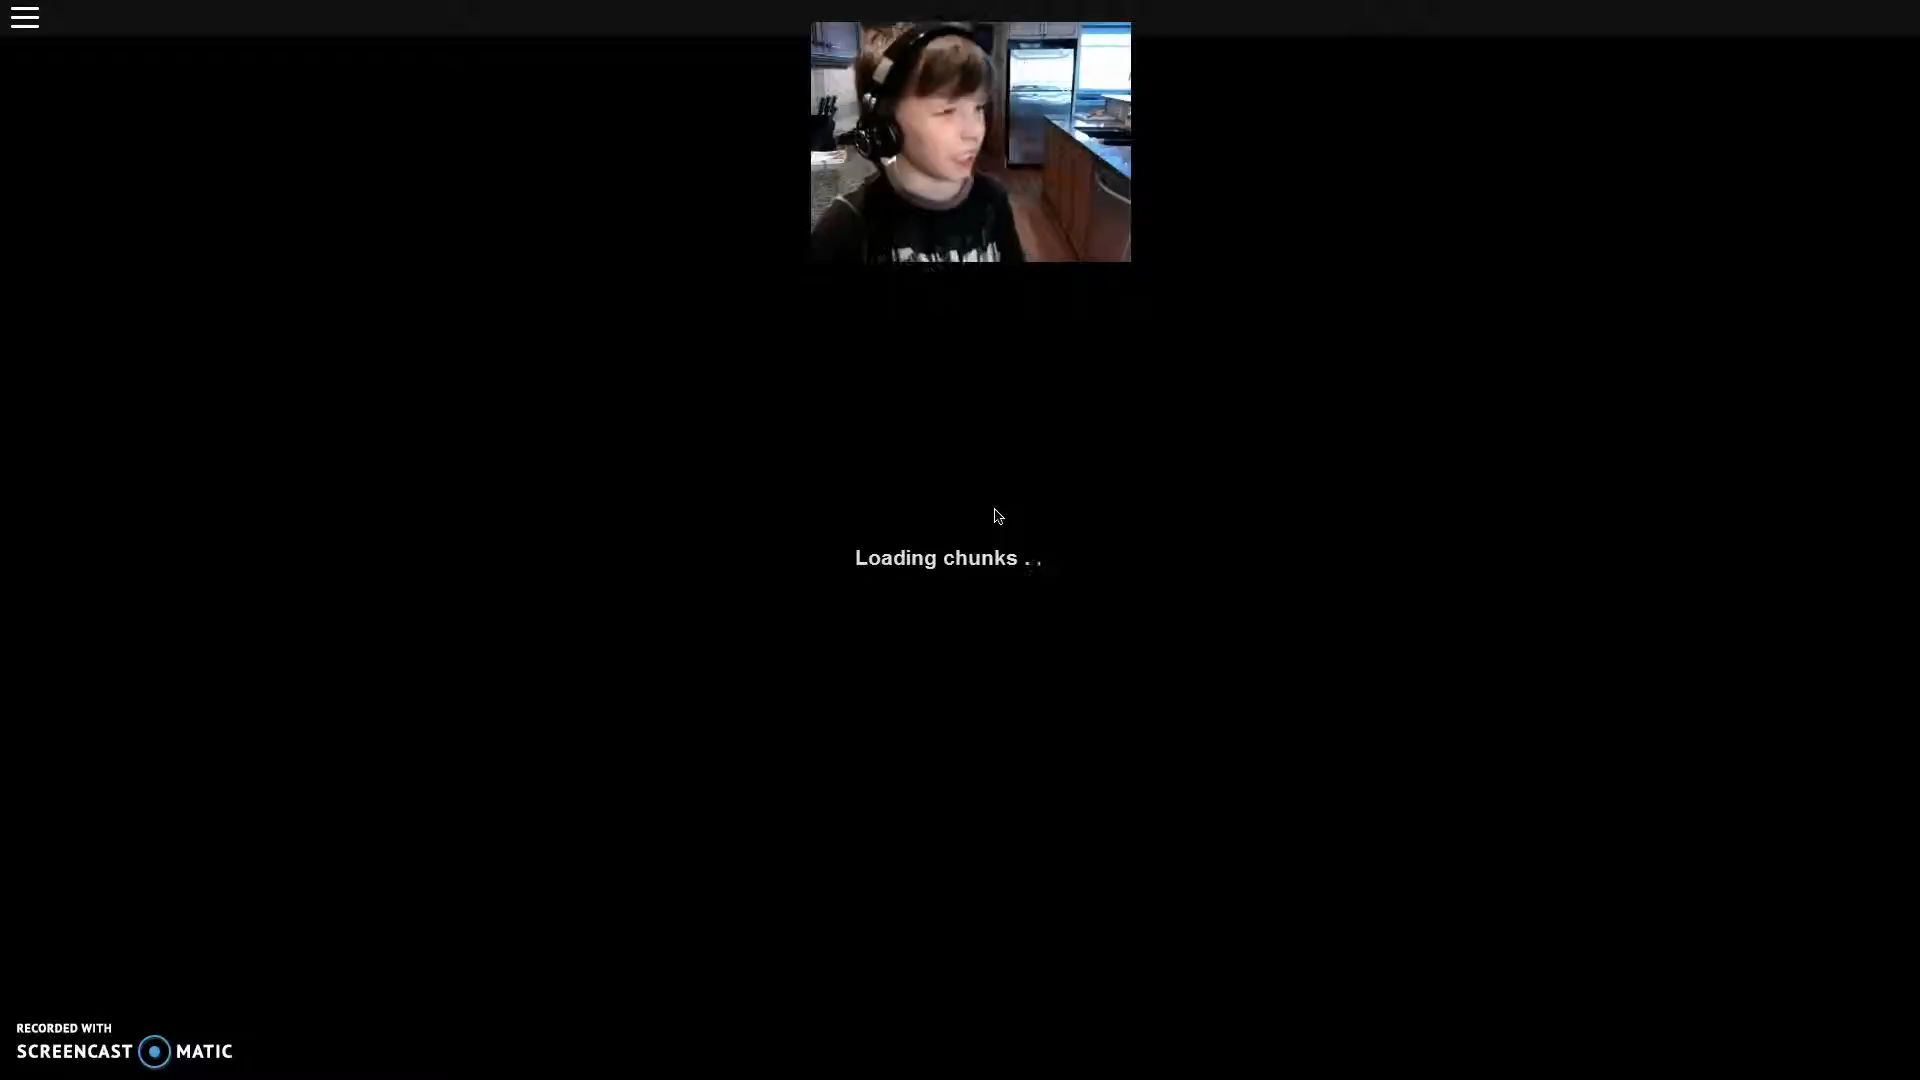 Loading chunks . .
RECORDED WITH
SCREENCAST MATIC